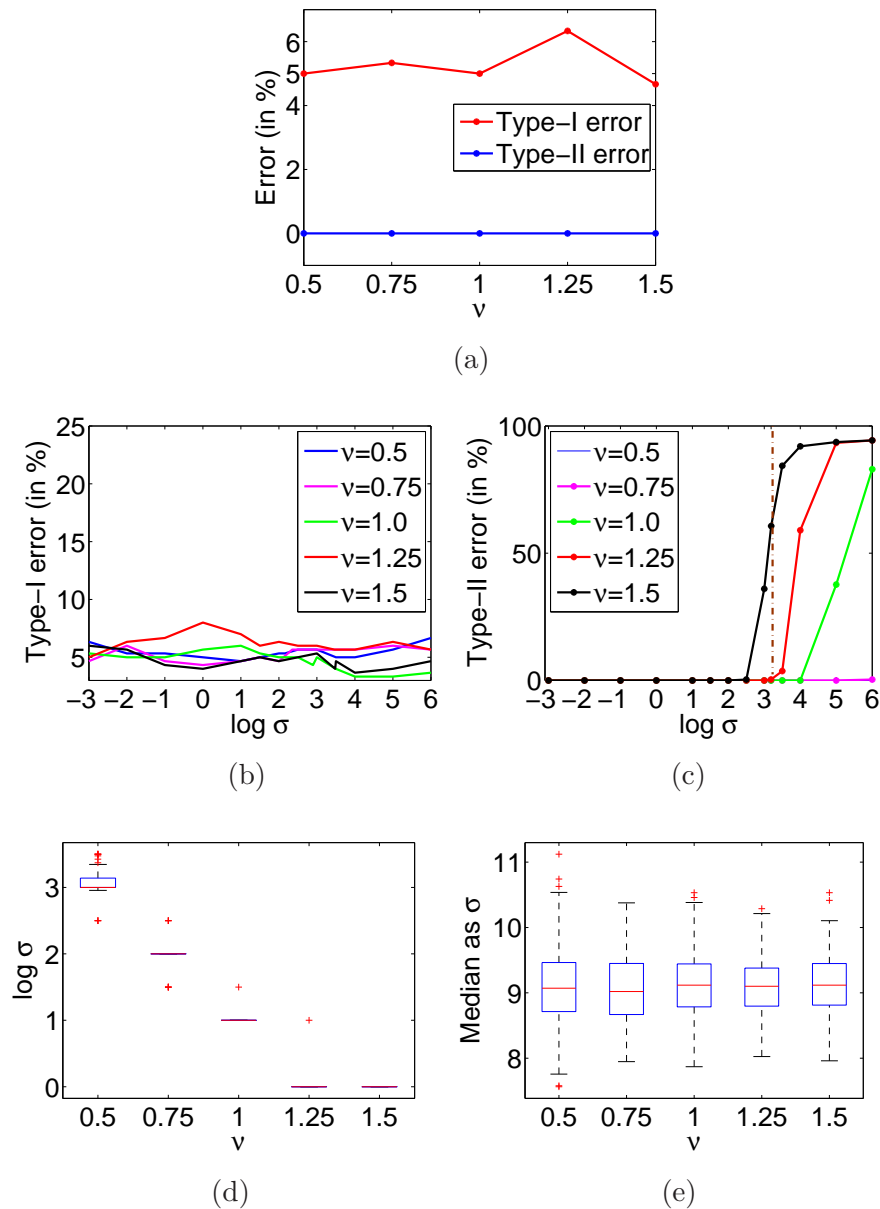 6
5
4
2
0
Error (in %)
Type-I error
Type-II error
0.5 0.75 1 1.25 1.5
ν
(a)
25
20
15
10
5
Type-I error (in %)
ν=0.5
ν=0.75
ν=1.0
ν=1.25
ν=1.5
-3 -2 -1 0 1 2 3 4 5 6
log σ
(b)
100
50
0
Type-II error (in %)
ν=0.5
ν=0.75
ν=1.0
ν=1.25
ν=1.5
-3 -2 -1 0 1 2 3 4 5 6
log σ
(c)
3
2
1
0
log σ
0.5 0.75 1 1.25 1.5
ν
(d)
11
10
9
8
Median as σ
0.5 0.75 1 1.25 1.5
ν
(e)